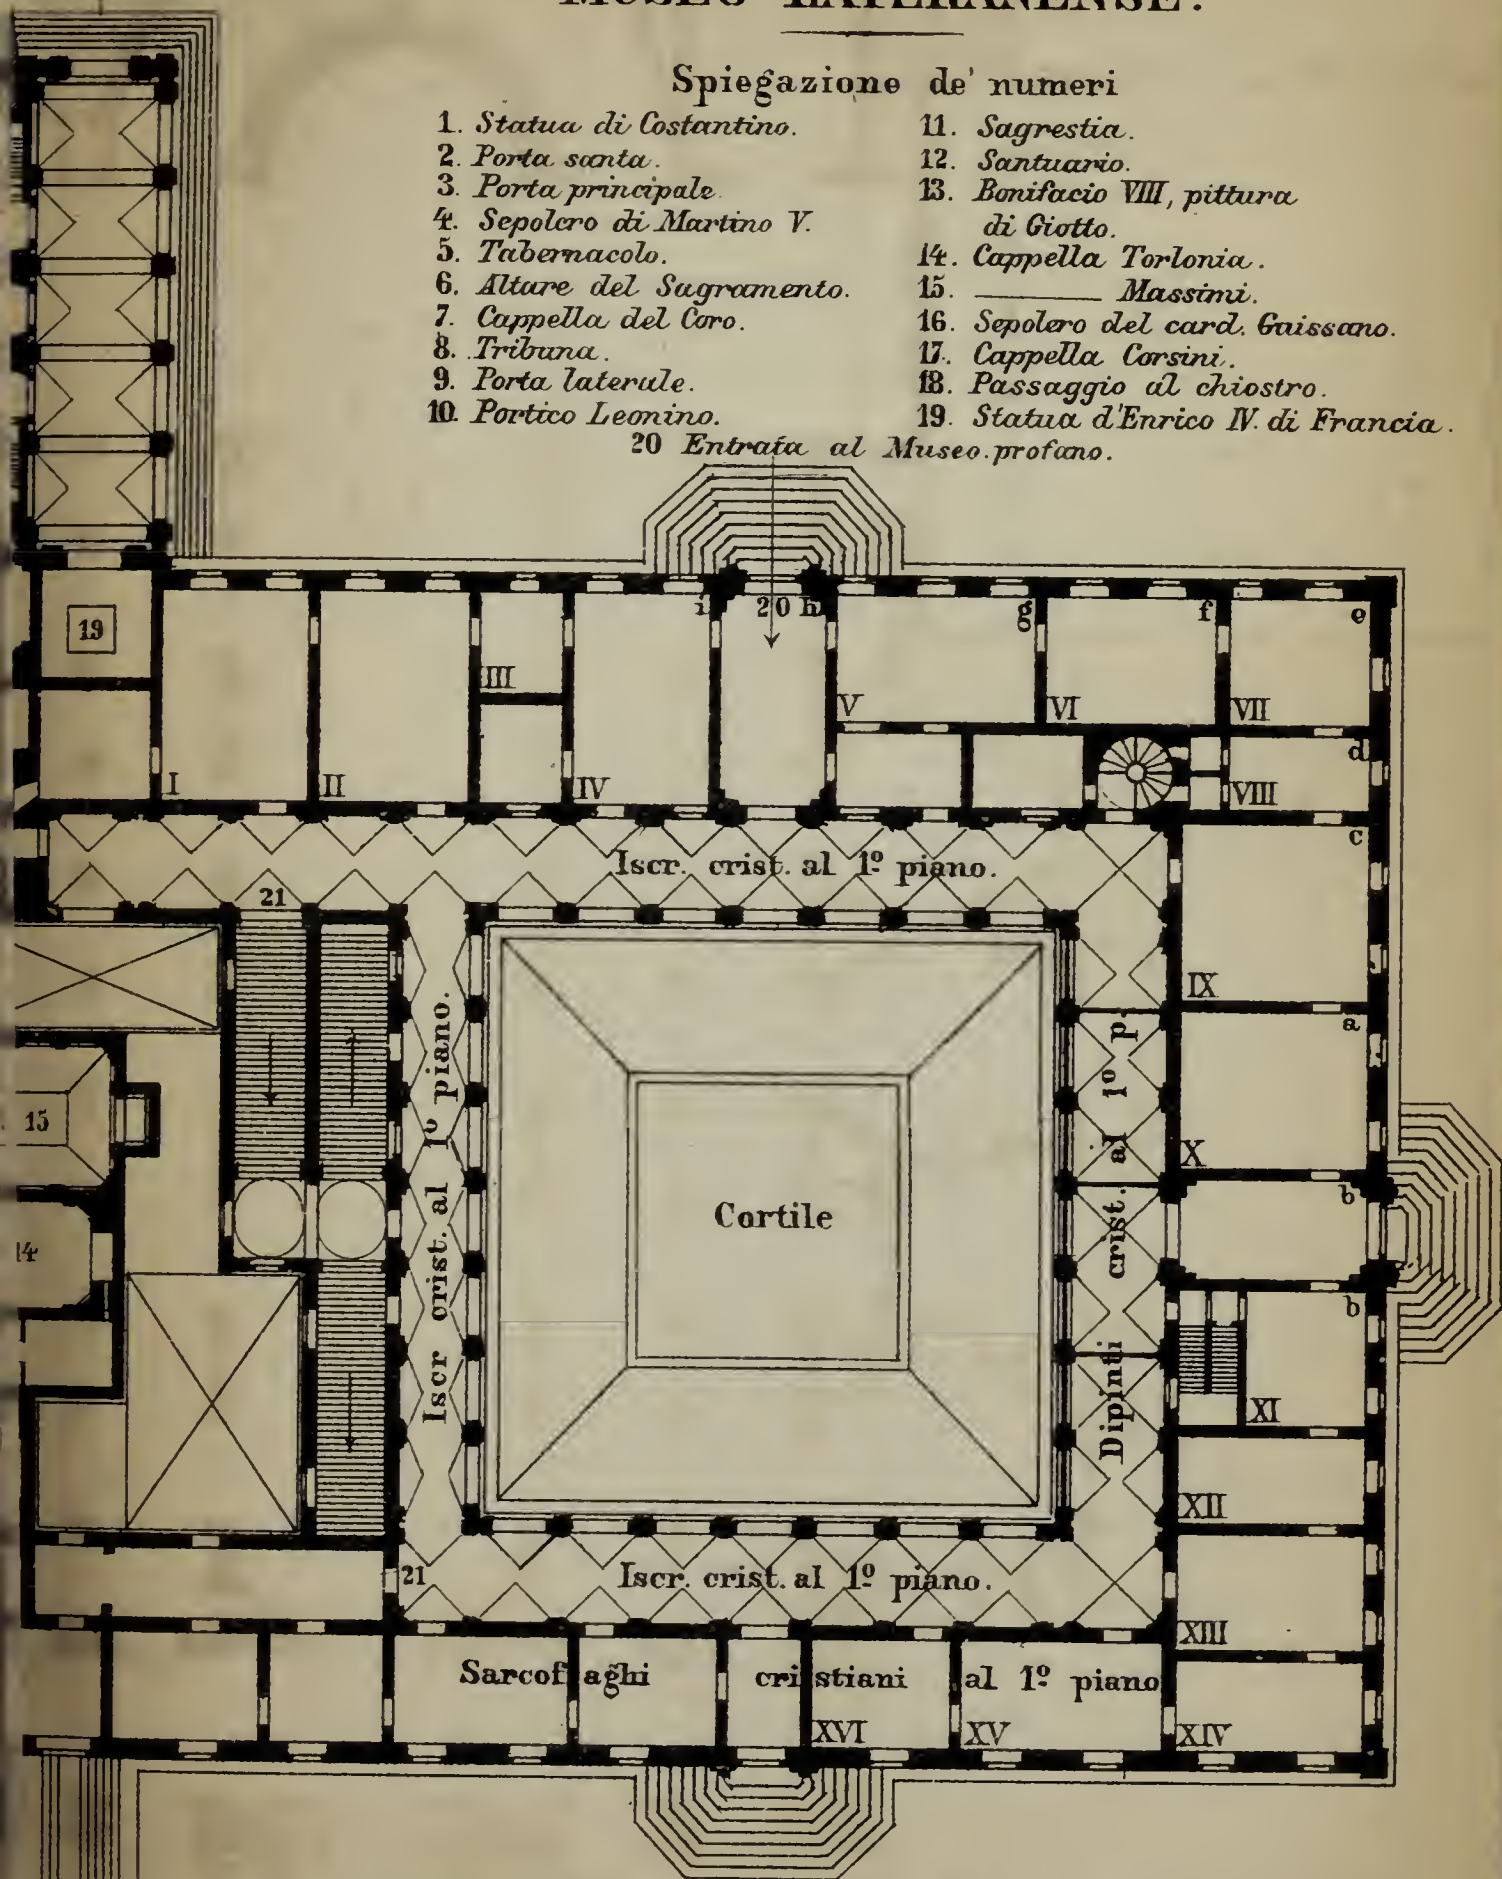 MUSEO LATERANENSE.
Spiegazione de' numeri
1. Statua di Costantino.
2. Porta santa.
3. Porta principale.
4. Sepolcro di Martino V.
5. Tabernacolo.
6. Altare del Sagramento.
7. Cappella del Coro.
8. Tribuna.
9. Porta laterale.
10. Portico Leonino.
11. Sagrestia.
12. Santuario.
13. Bonifacio VIII, pittura
di Giotto.
14. Cappella Torlonia.
15. ——— Massimi.
16. Sepolcro del card. Guissano.
17. Cappella Corsini.
18. Passaggio al chiostro.
19. Statua d'Enrico IV. di Francia.
20 Entrata al Museo profano.
i 20 h g f e
19
III
V VI VII
d
I II IV VIII
c
Iscr. crist. al 1º piano.
21
IX
a
Iscr crist. al 1º piano.
Dipinti crist. al 1º p.
15
X
b
Cortile
14
b
XI
XII
21
Iscr. crist. al 1º piano.
XIII
Sarcofaghi cristiani al 1º piano
XVI XV XIV